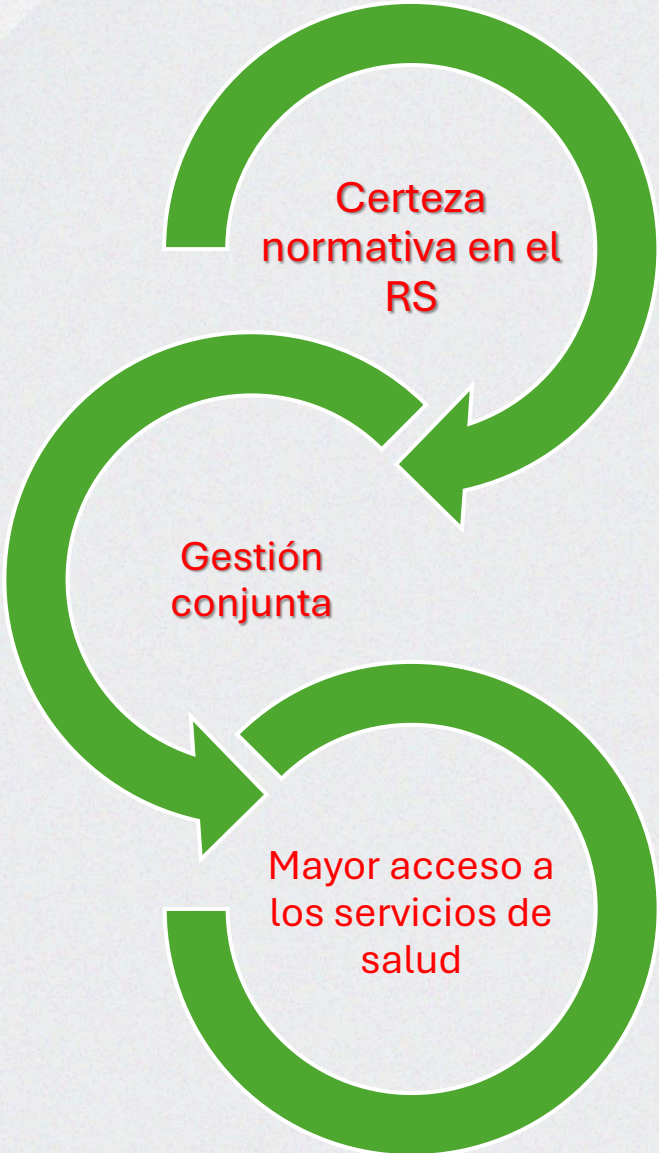 Certeza
normativa en el
RS
Gestión
conjunta
Mayor acceso a
los servicios de
salud